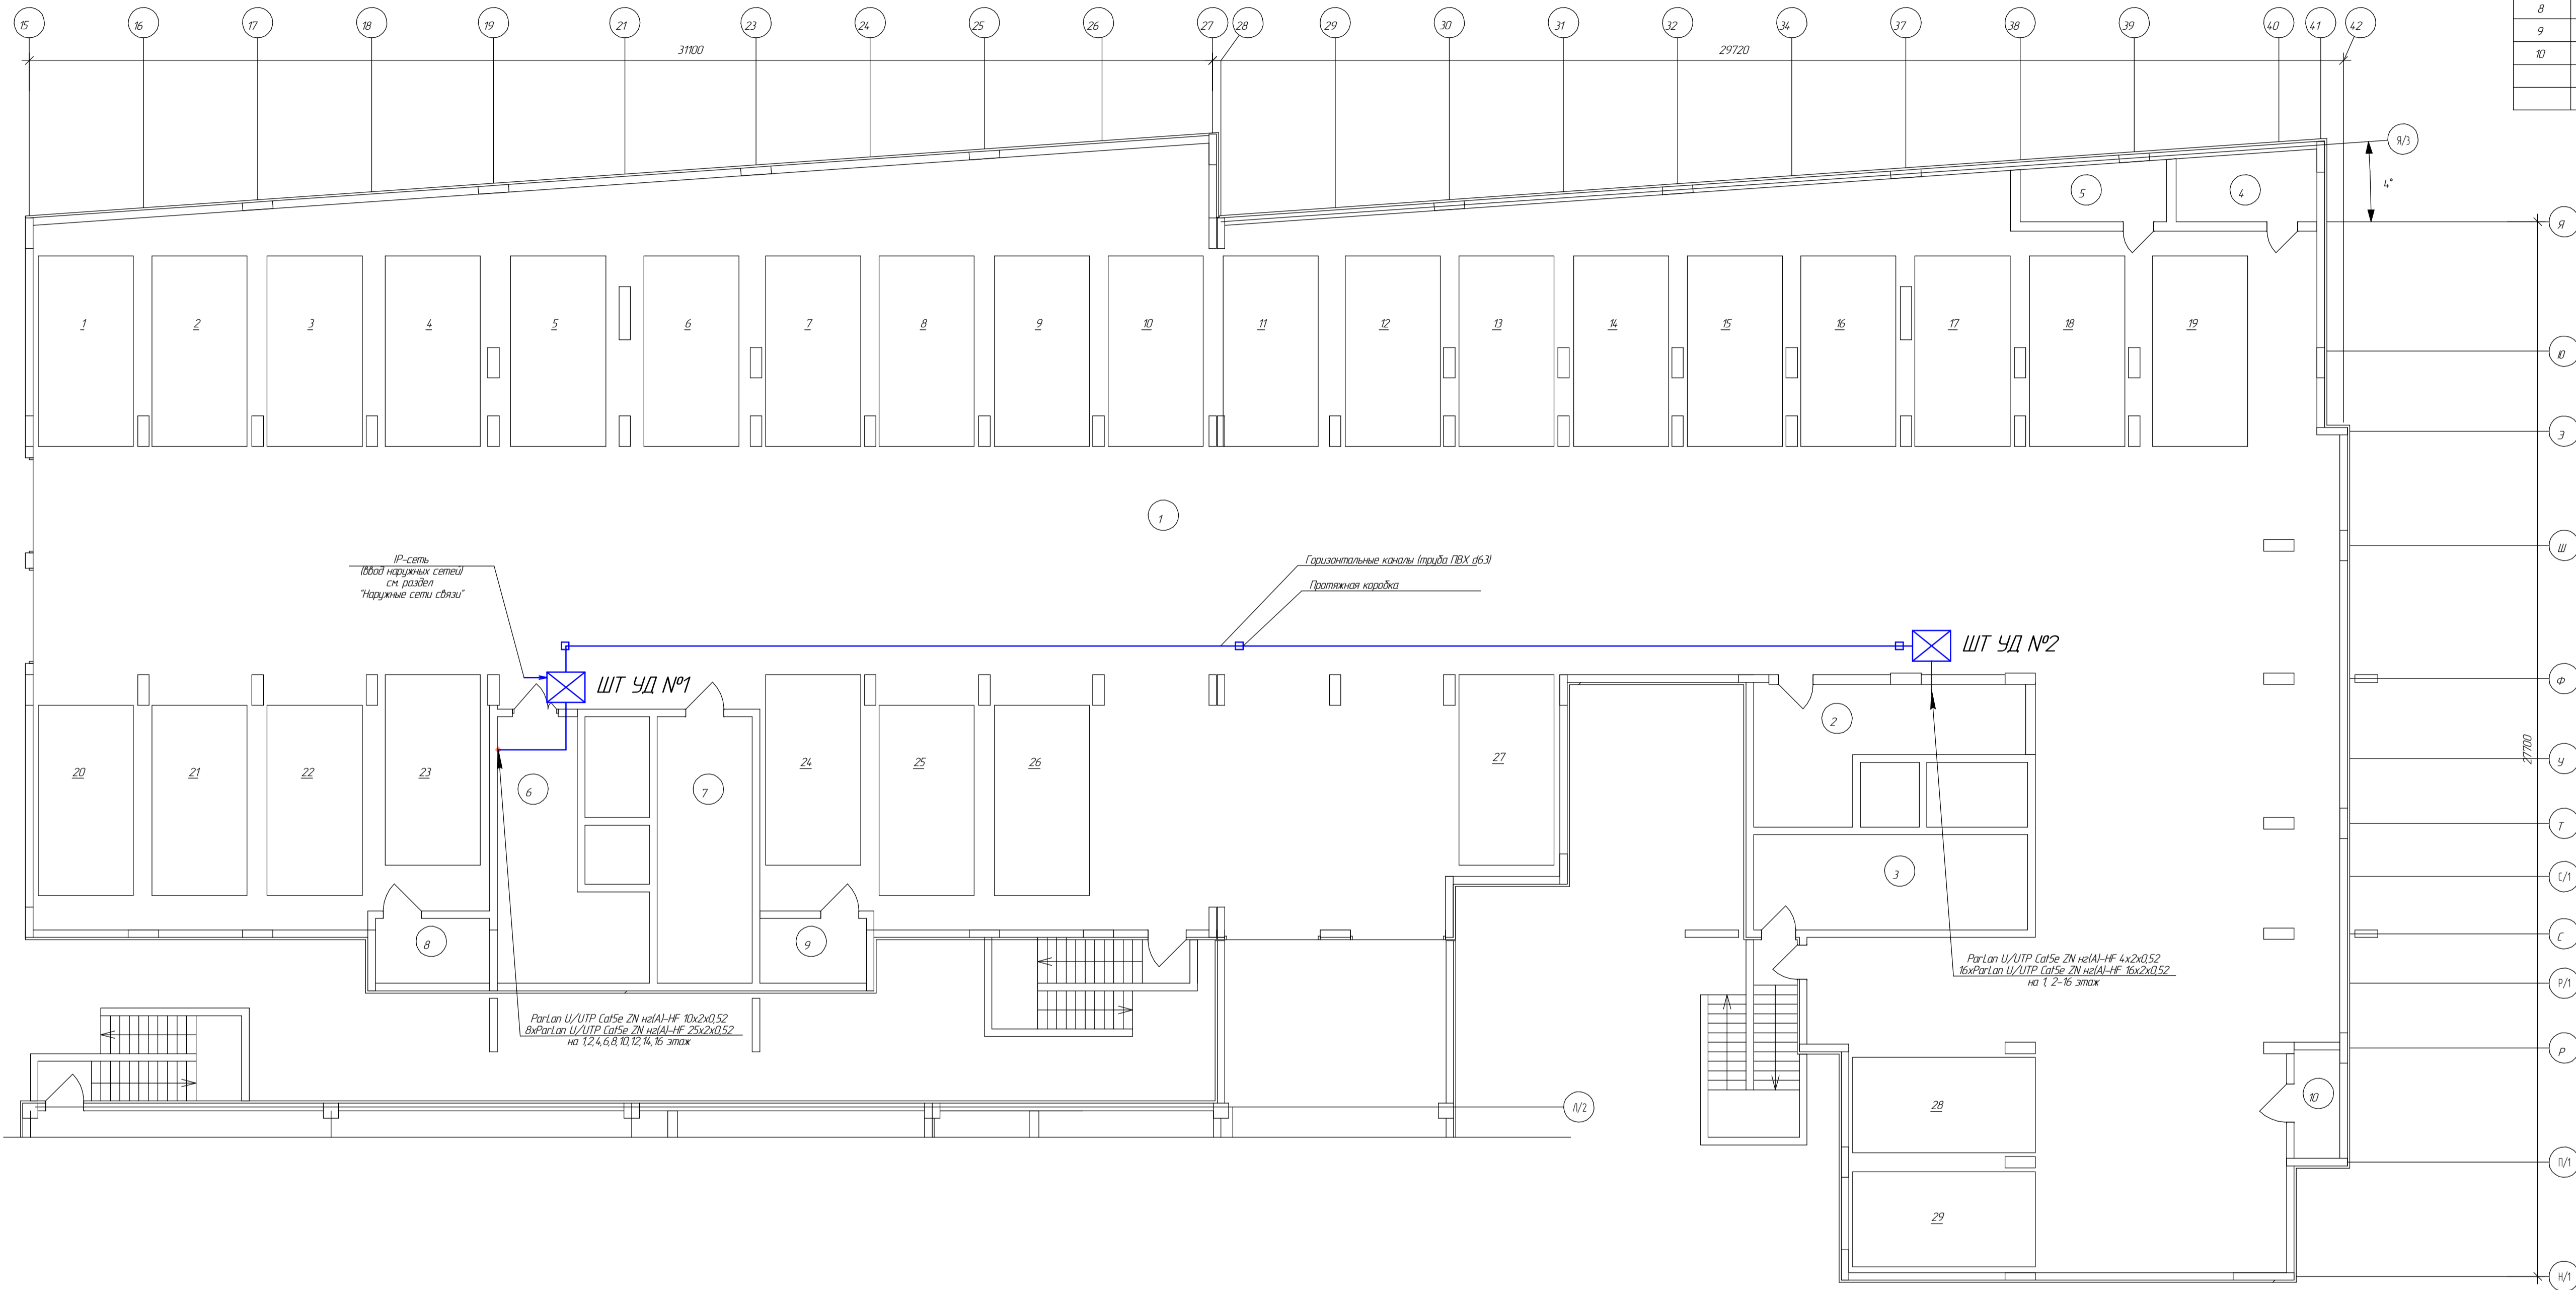 15
16
17
18
19
21
23
24
25
26
27
28
29
30
31
32
34
37
38
39
40
41
42
8
9
10
31100
29720
Я/3
4°
5
4
Я
1
2
3
4
5
6
7
8
9
10
11
12
13
14
15
16
17
18
19
Ю
Э
1
Ш
IP-сеть
(ввод наружных сетей)
см. раздел
"Наружные сети связи"
Горизонтальные каналы (труба ПВХ d63)
Протяжная коробка
ШТ УД №1
ШТ УД №2
Ф
2
27700
У
20
21
22
23
6
7
24
25
26
27
Т
3
С/1
8
9
С
ParLan U/UTP Cat5e ZN нг(А)-HF 4х2х0,52
16хParLan U/UTP Cat5e ZN нг(А)-HF 16х2х0,52
на 1, 2-16 этаж
Р/1
ParLan U/UTP Cat5e ZN нг(А)-HF 10х2х0,52
8хParLan U/UTP Cat5e ZN нг(А)-HF 25х2х0,52
на 1,2,4,6,8,10,12,14,16 этаж
Р
10
28
Л/2
П/1
29
Н/1